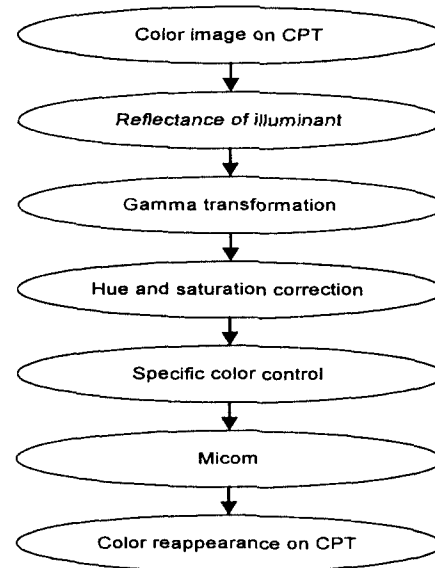 Color image on CPT
Reflectance of illuminant
Gamma transformation
Hue and saturation correction
Specific color control
Micom
Color reappearance on CPT